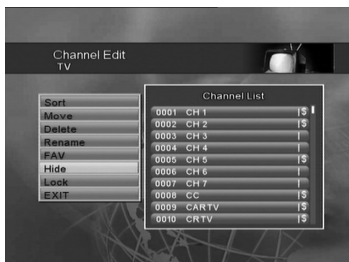 Channel Edit
TV
Sort
Move
Delete
Rename
FAV
Hide
Lock
EXIT
Channel List
0001 CH 1 |$
0002 CH 2 |$
0003 CH 3 |
0004 CH 4 |
0005 CH 5 |$
0006 CH 6 |
0007 CH 7 |
0008 CC |$
0009 CARTV |$
0010 CRTV |$